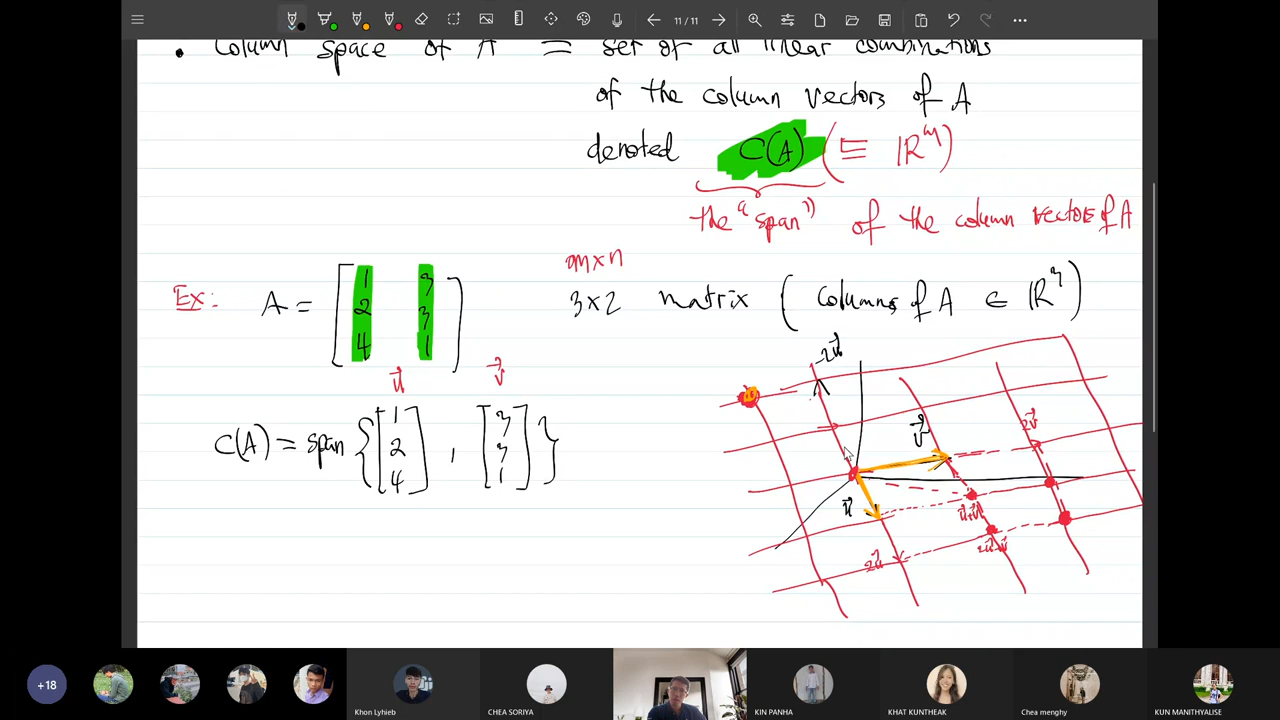 11/11
• Column space of A = set of all linear combinations
of the column vectors of A
denoted C(A) (⊆ ℝᵐ)
the "span" of the column vectors of A
m×n
Ex: A = [1 3; 2 3; 4 1] 3×2 matrix (columns of A ∈ ℝ³)
u⃗ v⃗
C(A) = span {[1 2 4], [3 3 1]}
-2u⃗
v⃗
2v⃗
u⃗
u⃗+v⃗
2u⃗
+18
Khon Lyhieb
CHEA SORIYA
KIN PANHA
KHAT KUNTHEAK
Chea menghy
KUN MANITHYALISE